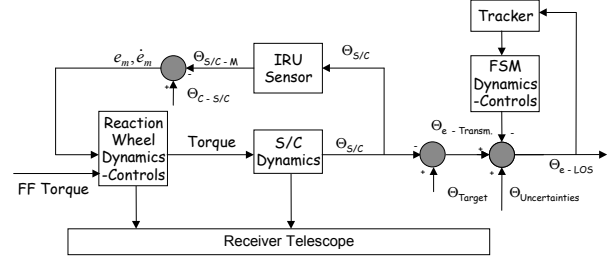 Tracker
e_m, ė_m
Θ_S/C - M
IRU
Sensor
Θ_S/C
-
FSM
Dynamics
-Controls
+
Θ_C - S/C
Reaction
Wheel
Dynamics
-Controls
Torque
S/C
Dynamics
Θ_S/C
Θ_e - Transm.
-
-
+
FF Torque
+
+
Θ_e - LOS
Θ_Target
Θ_Uncertainties
Receiver Telescope